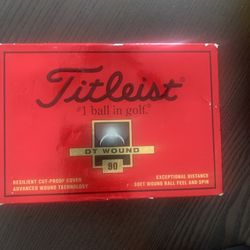 Titleist
#1 ball in golf.
DT WOUND
90
RESILIENT CUT-PROOF COVER
ADVANCED WOUND TECHNOLOGY
EXCEPTIONAL DISTANCE
SOFT WOUND BALL FEEL AND SPIN